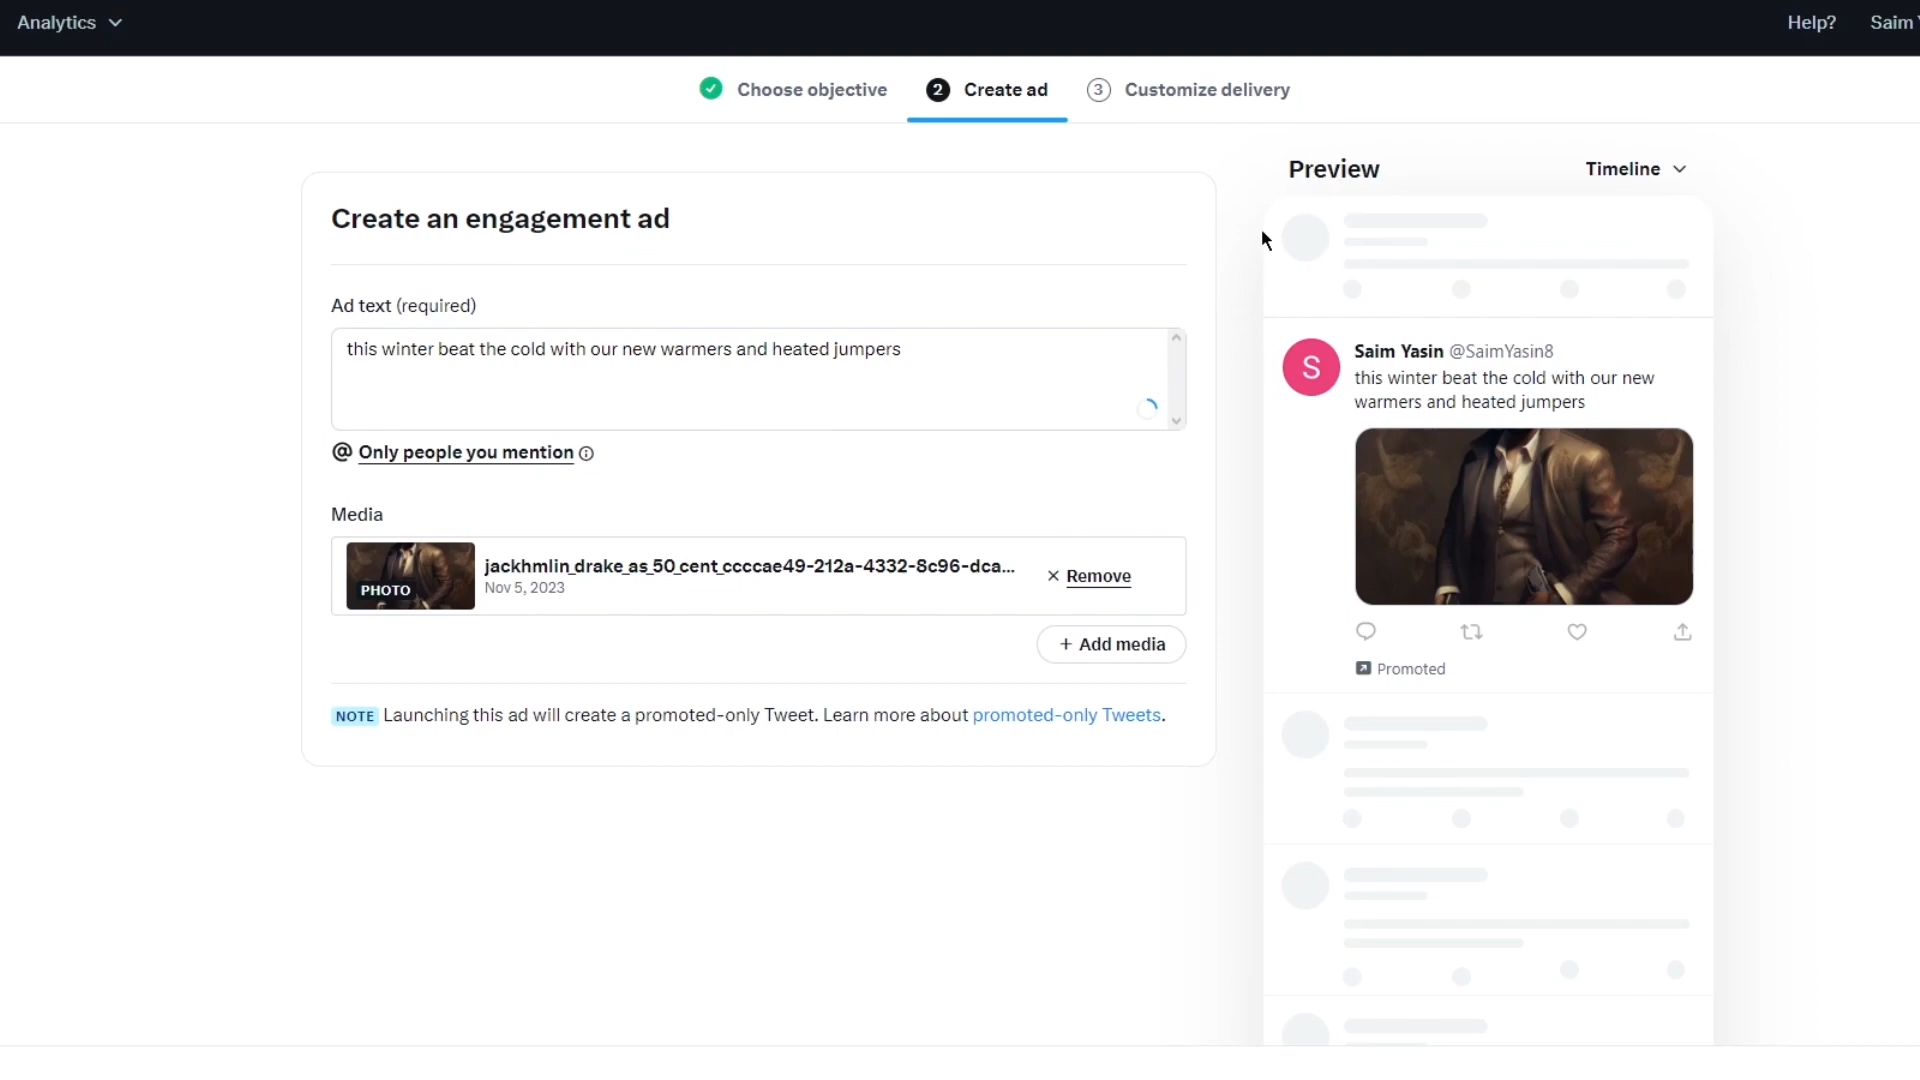 Analytics
Help?
Saim
Choose objective
2 Create ad
3 Customize delivery
Preview
Timeline
Create an engagement ad
Ad text (required)
this winter beat the cold with our new warmers and heated jumpers
@ Only people you mention
Media
PHOTO
jackhmlin_drake_as_50_cent_ccccae49-212a-4332-8c96-dca...
Nov 5, 2023
× Remove
+ Add media
NOTE Launching this ad will create a promoted-only Tweet. Learn more about promoted-only Tweets.
S
Saim Yasin @SaimYasin8
this winter beat the cold with our new
warmers and heated jumpers
Promoted